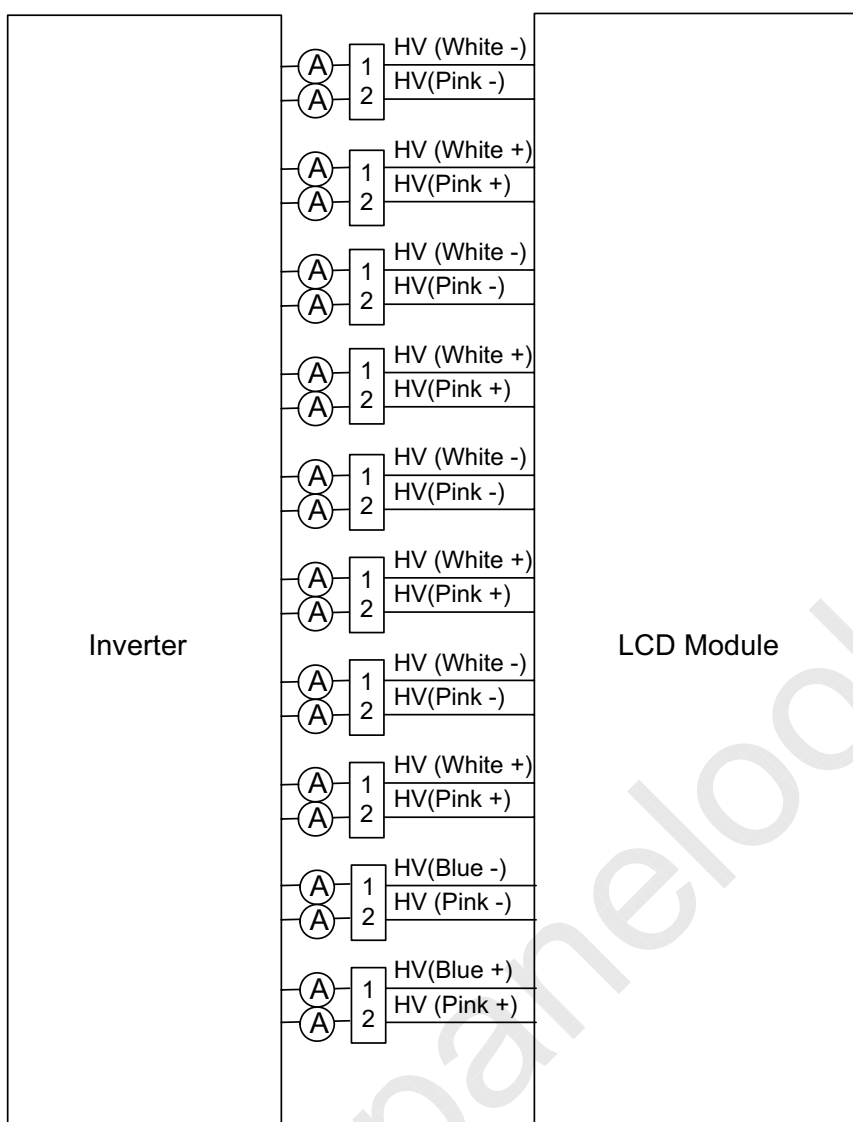 HV (White -)
A 1
HV(Pink -)
A 2
HV (White +)
A 1
HV(Pink +)
A 2
HV (White -)
A 1
HV(Pink -)
A 2
HV (White +)
A 1
HV(Pink +)
A 2
HV (White -)
A 1
HV(Pink -)
A 2
HV (White +)
A 1
HV(Pink +)
A 2
Inverter
LCD Module
HV (White -)
A 1
HV(Pink -)
A 2
HV (White +)
A 1
HV(Pink +)
A 2
HV(Blue -)
A 1
HV (Pink -)
A 2
HV(Blue +)
A 1
HV (Pink +)
A 2